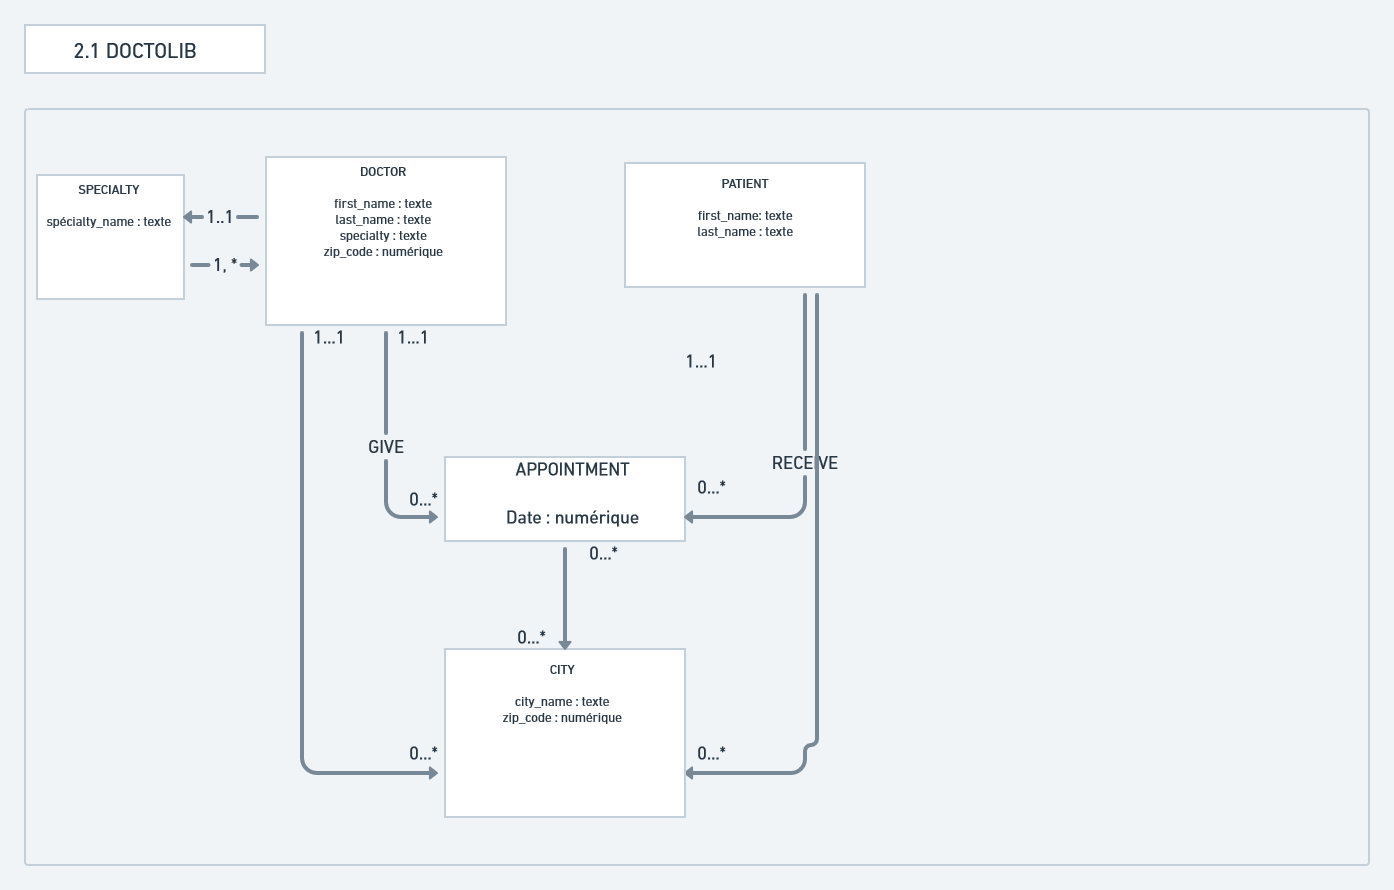 2.1 DOCTOLIB
SPECIALTY
spécialty_name : texte
1..1
1, *
DOCTOR
first_name : texte
last_name : texte
specialty : texte
zip_code : numérique
PATIENT
first_name: texte
last_name : texte
1...1
1...1
1...1
GIVE
RECEIVE
0...*
APPOINTMENT
Date : numérique
0...*
0...*
0...*
CITY
city_name : texte
zip_code : numérique
0...*
0...*